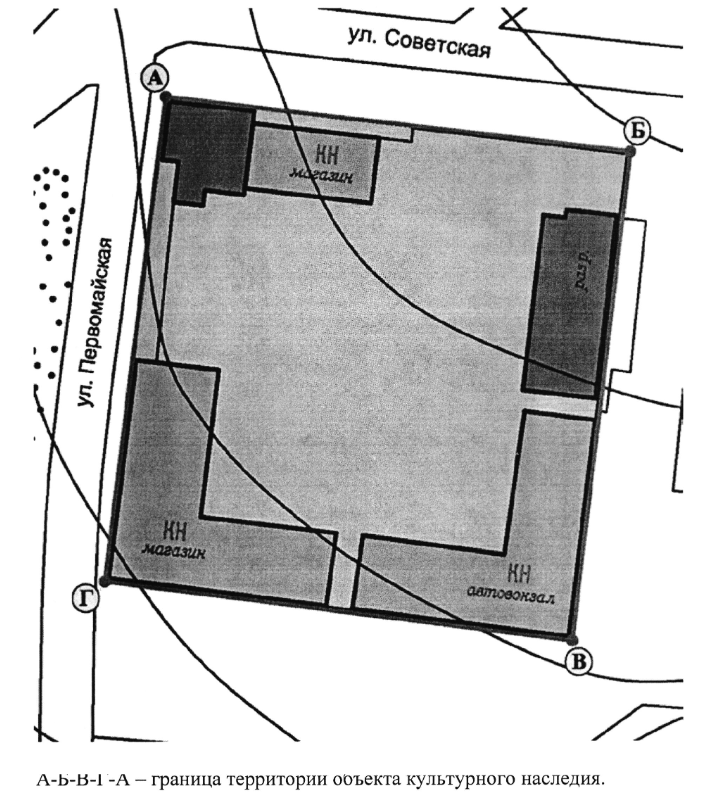 ул. Советская
А
Б
КН
магазин
разр.
ул. Первомайская
КН
магазин
КН
автовокзал
Г
В
А-Б-В-Г-А – граница территории объекта культурного наследия.